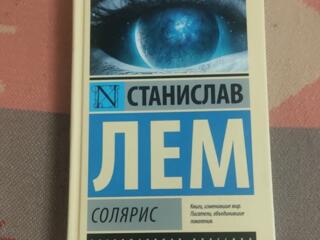 N СТАНИСЛАВ
ЛЕМ
СОЛЯРИС
Книги, изменившие мир.
Писатели, объединившие
поколения.